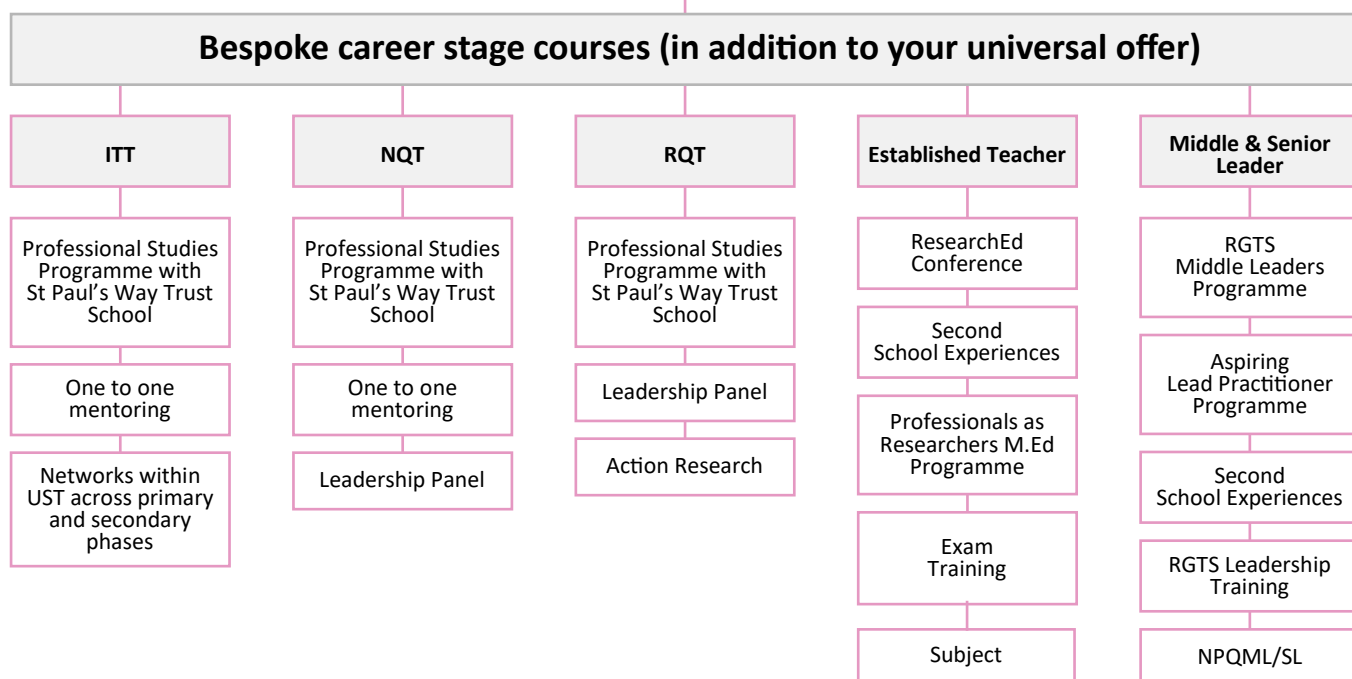 Bespoke career stage courses (in addition to your universal offer)
ITT
Professional Studies
Programme with
St Paul's Way Trust
School
One to one
mentoring
Networks within
UST across primary
and secondary
phases
NQT
Professional Studies
Programme with
St Paul's Way Trust
School
One to one
mentoring
Leadership Panel
RQT
Professional Studies
Programme with
St Paul's Way Trust
School
Leadership Panel
Action Research
Established Teacher
ResearchEd
Conference
Second
School Experiences
Professionals as
Researchers M.Ed
Programme
Exam
Training
Subject
Middle & Senior
Leader
RGTS
Middle Leaders
Programme
Aspiring
Lead Practitioner
Programme
Second
School Experiences
RGTS Leadership
Training
NPQML/SL